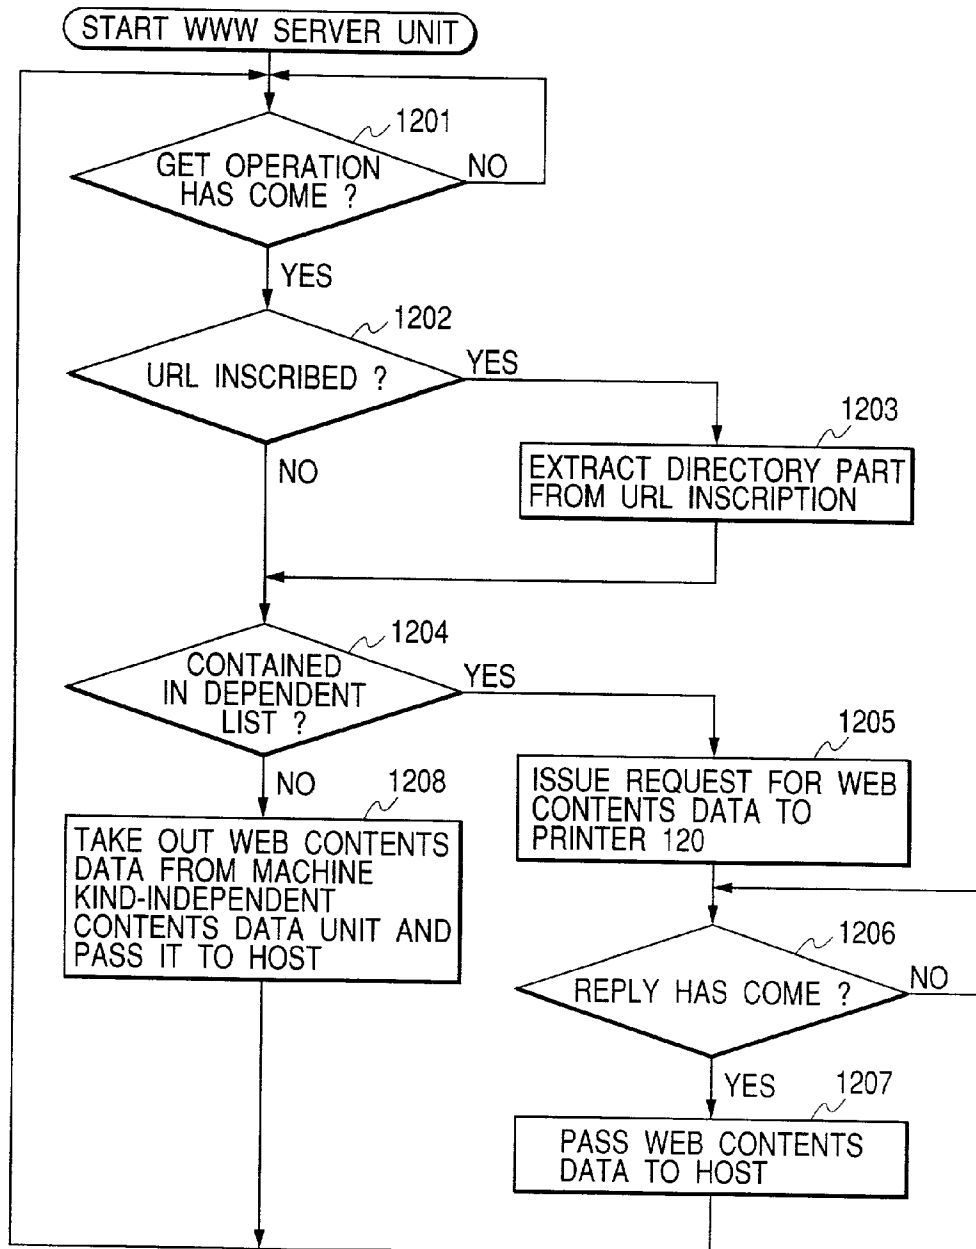 START WWW SERVER UNIT
1201
GET OPERATION
HAS COME ?
NO
YES
1202
URL INSCRIBED ?
YES
1203
EXTRACT DIRECTORY PART
FROM URL INSCRIPTION
NO
1204
CONTAINED
IN DEPENDENT
LIST ?
YES
1205
ISSUE REQUEST FOR WEB
CONTENTS DATA TO
PRINTER 120
NO
1208
TAKE OUT WEB CONTENTS
DATA FROM MACHINE
KIND-INDEPENDENT
CONTENTS DATA UNIT AND
PASS IT TO HOST
1206
REPLY HAS COME ?
NO
YES
1207
PASS WEB CONTENTS
DATA TO HOST